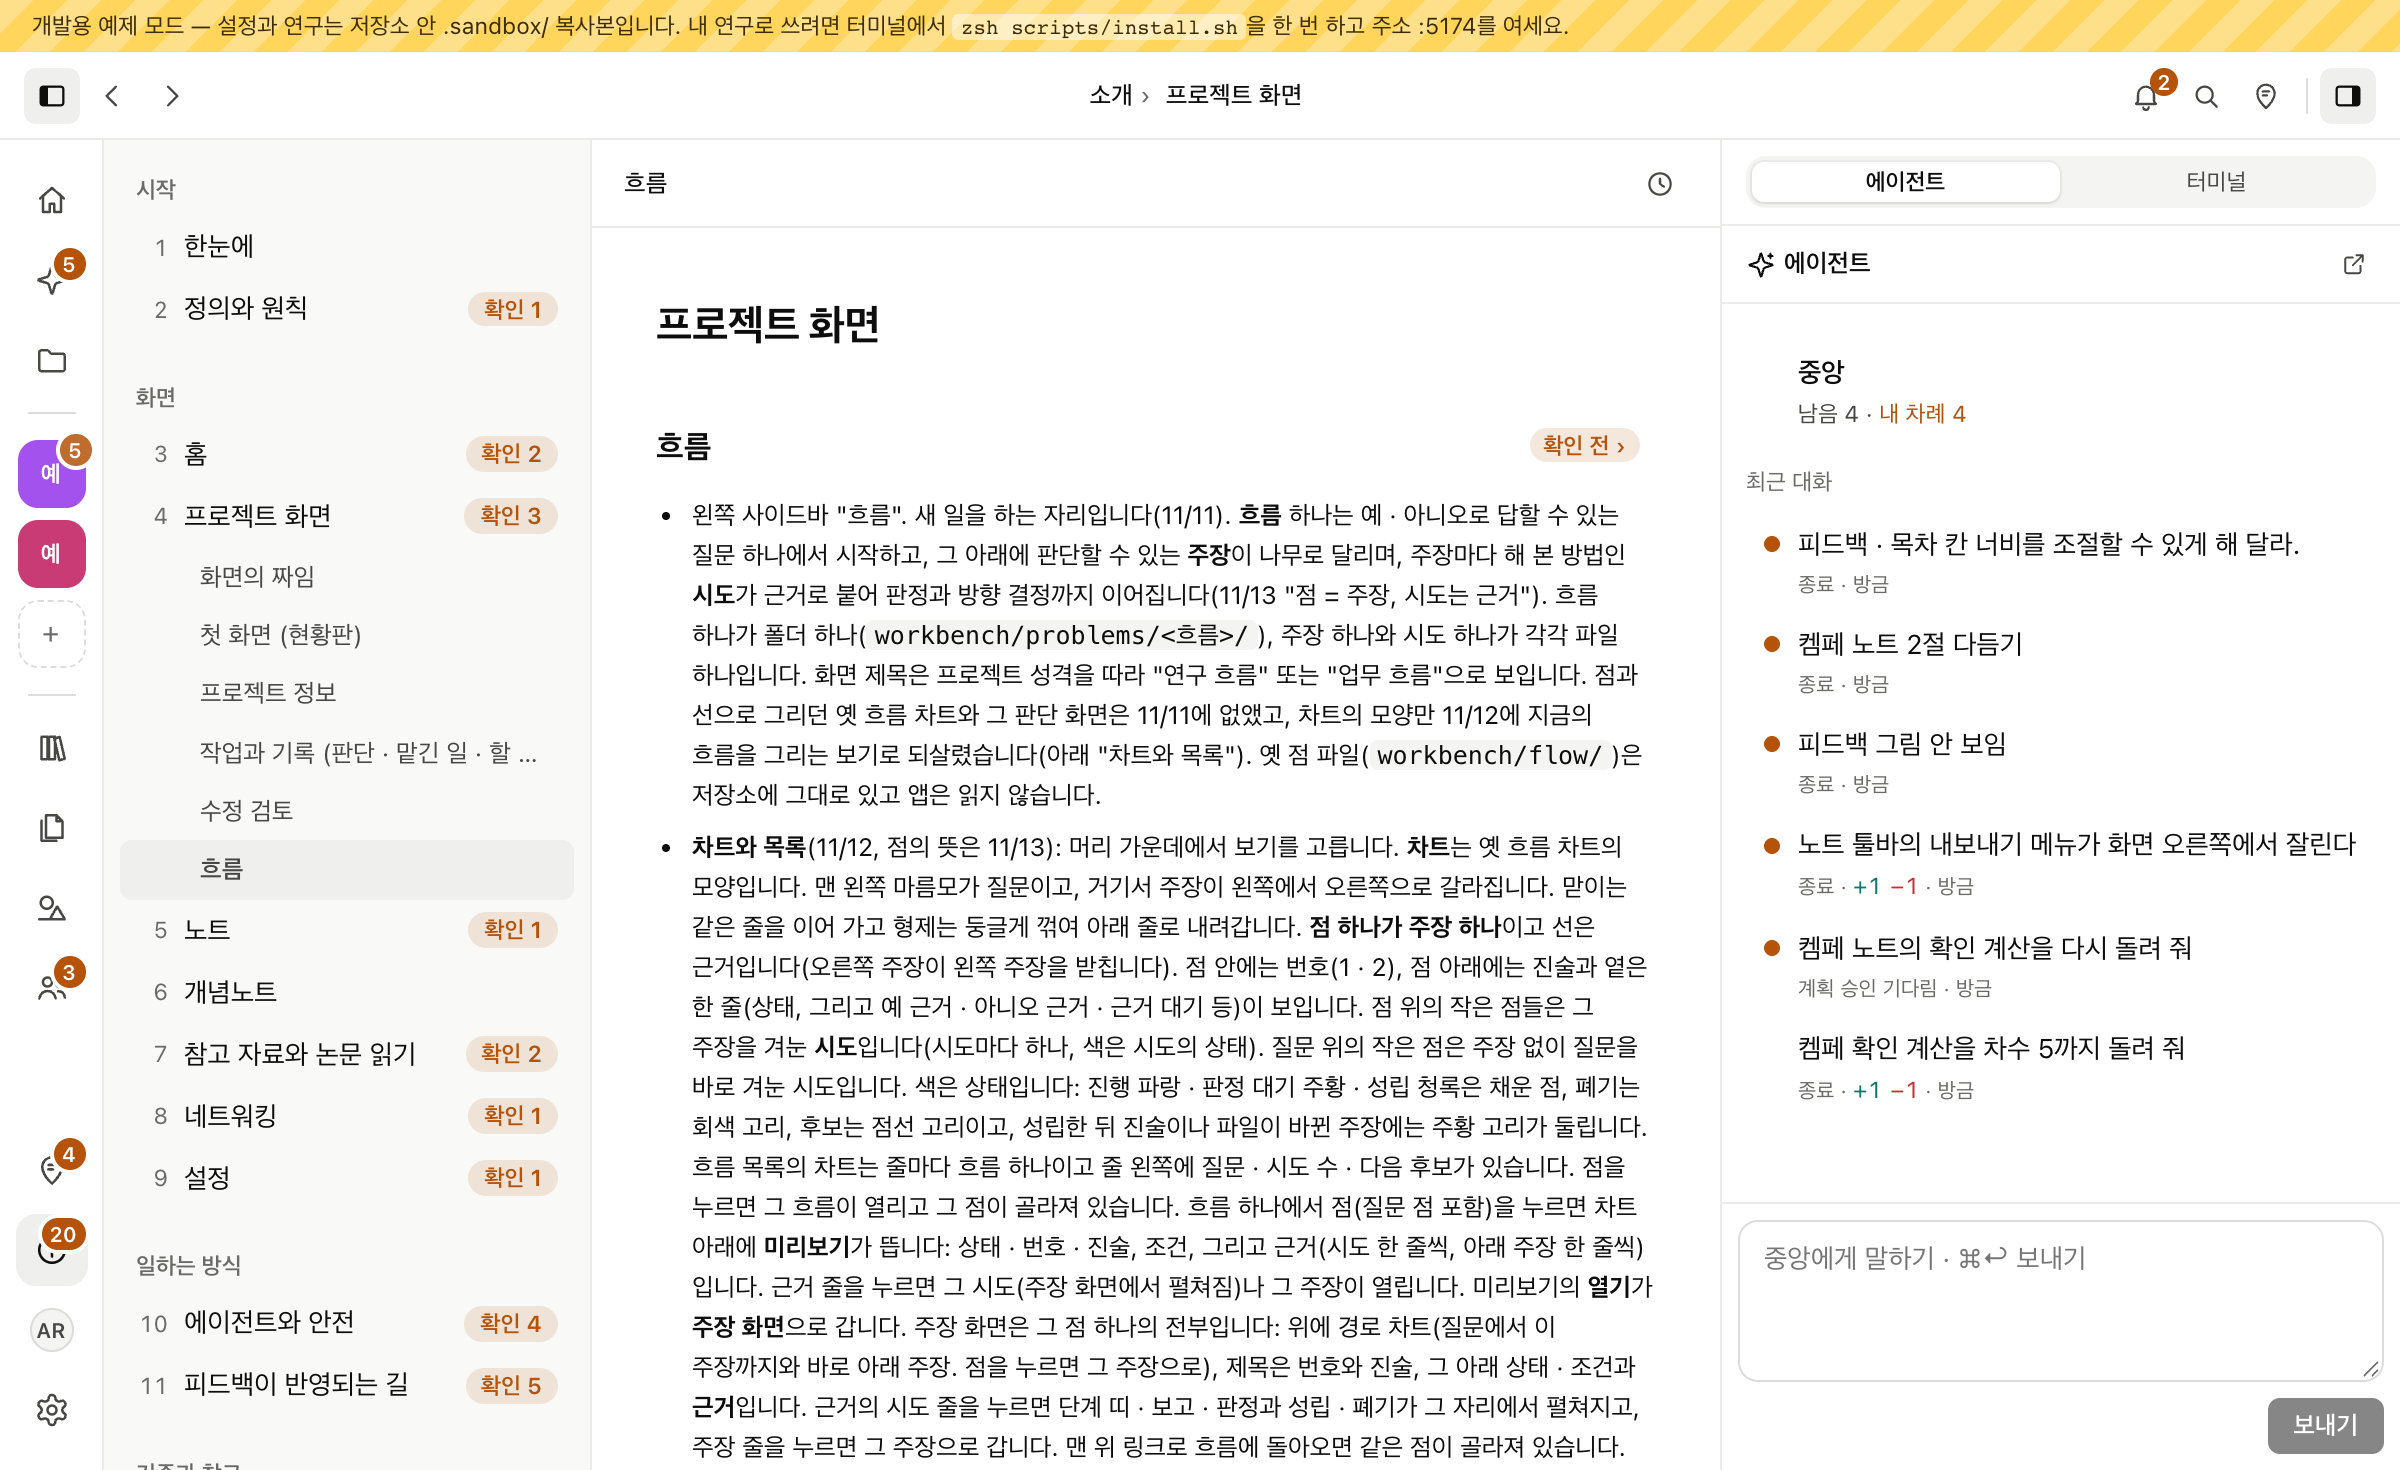 개발용 예제 모드 — 설정과 연구는 저장소 안 .sandbox/ 복사본입니다. 내 연구로 쓰려면 터미널에서 zsh scripts/install.sh을 한 번 하고 주소 :5174를 여세요.
소개 › 프로젝트 화면
2
5
5
예
예
+
3
4
20
AR
시작
1 한눈에
2 정의와 원칙 확인 1
화면
3 홈 확인 2
4 프로젝트 화면 확인 3
화면의 짜임
첫 화면 (현황판)
프로젝트 정보
작업과 기록 (판단 · 맡긴 일 · 할 ...
수정 검토
흐름
5 노트 확인 1
6 개념노트
7 참고 자료와 논문 읽기 확인 2
8 네트워킹 확인 1
9 설정 확인 1
일하는 방식
10 에이전트와 안전 확인 4
11 피드백이 반영되는 길 확인 5
흐름
프로젝트 화면
흐름 확인 전 ›
• 왼쪽 사이드바 "흐름". 새 일을 하는 자리입니다(11/11). 흐름 하나는 예 · 아니오로 답할 수 있는
질문 하나에서 시작하고, 그 아래에 판단할 수 있는 주장이 나무로 달리며, 주장마다 해 본 방법인
시도가 근거로 붙어 판정과 방향 결정까지 이어집니다(11/13 "점 = 주장, 시도는 근거"). 흐름
하나가 폴더 하나(workbench/problems/<흐름>/), 주장 하나와 시도 하나가 각각 파일
하나입니다. 화면 제목은 프로젝트 성격을 따라 "연구 흐름" 또는 "업무 흐름"으로 보입니다. 점과
선으로 그리던 옛 흐름 차트와 그 판단 화면은 11/11에 없앴고, 차트의 모양만 11/12에 지금의
흐름을 그리는 보기로 되살렸습니다(아래 "차트와 목록"). 옛 점 파일(workbench/flow/)은
저장소에 그대로 있고 앱은 읽지 않습니다.
• 차트와 목록(11/12, 점의 뜻은 11/13): 머리 가운데에서 보기를 고릅니다. 차트는 옛 흐름 차트의
모양입니다. 맨 왼쪽 마름모가 질문이고, 거기서 주장이 왼쪽에서 오른쪽으로 갈라집니다. 맏이는
같은 줄을 이어 가고 형제는 둥글게 꺾여 아래 줄로 내려갑니다. 점 하나가 주장 하나이고 선은
근거입니다(오른쪽 주장이 왼쪽 주장을 받칩니다). 점 안에는 번호(1 · 2), 점 아래에는 진술과 옅은
한 줄(상태, 그리고 예 근거 · 아니오 근거 · 근거 대기 등)이 보입니다. 점 위의 작은 점들은 그
주장을 겨눈 시도입니다(시도마다 하나, 색은 시도의 상태). 질문 위의 작은 점은 주장 없이 질문을
바로 겨눈 시도입니다. 색은 상태입니다: 진행 파랑 · 판정 대기 주황 · 성립 청록은 채운 점, 폐기는
회색 고리, 후보는 점선 고리이고, 성립한 뒤 진술이나 파일이 바뀐 주장에는 주황 고리가 둘립니다.
흐름 목록의 차트는 줄마다 흐름 하나이고 줄 왼쪽에 질문 · 시도 수 · 다음 후보가 있습니다. 점을
누르면 그 흐름이 열리고 그 점이 골라져 있습니다. 흐름 하나에서 점(질문 점 포함)을 누르면 차트
아래에 미리보기가 뜹니다: 상태 · 번호 · 진술, 조건, 그리고 근거(시도 한 줄씩, 아래 주장 한 줄씩)
입니다. 근거 줄을 누르면 그 시도(주장 화면에서 펼쳐짐)나 그 주장이 열립니다. 미리보기의 열기가
주장 화면으로 갑니다. 주장 화면은 그 점 하나의 전부입니다: 위에 경로 차트(질문에서 이
주장까지와 바로 아래 주장. 점을 누르면 그 주장으로), 제목은 번호와 진술, 그 아래 상태 · 조건과
근거입니다. 근거의 시도 줄을 누르면 단계 띠 · 보고 · 판정과 성립 · 폐기가 그 자리에서 펼쳐지고,
주장 줄을 누르면 그 주장으로 갑니다. 맨 위 링크로 흐름에 돌아오면 같은 점이 골라져 있습니다.
에이전트 터미널
에이전트
중앙
남음 4 · 내 차례 4
최근 대화
피드백 · 목차 칸 너비를 조절할 수 있게 해 달라.
종료 · 방금
켐페 노트 2절 다듬기
종료 · 방금
피드백 그림 안 보임
종료 · 방금
노트 툴바의 내보내기 메뉴가 화면 오른쪽에서 잘린다
종료 · +1 −1 · 방금
켐페 노트의 확인 계산을 다시 돌려 줘
계획 승인 기다림 · 방금
켐페 확인 계산을 차수 5까지 돌려 줘
종료 · +1 −1 · 방금
중앙에게 말하기 · ⌘↩ 보내기
보내기